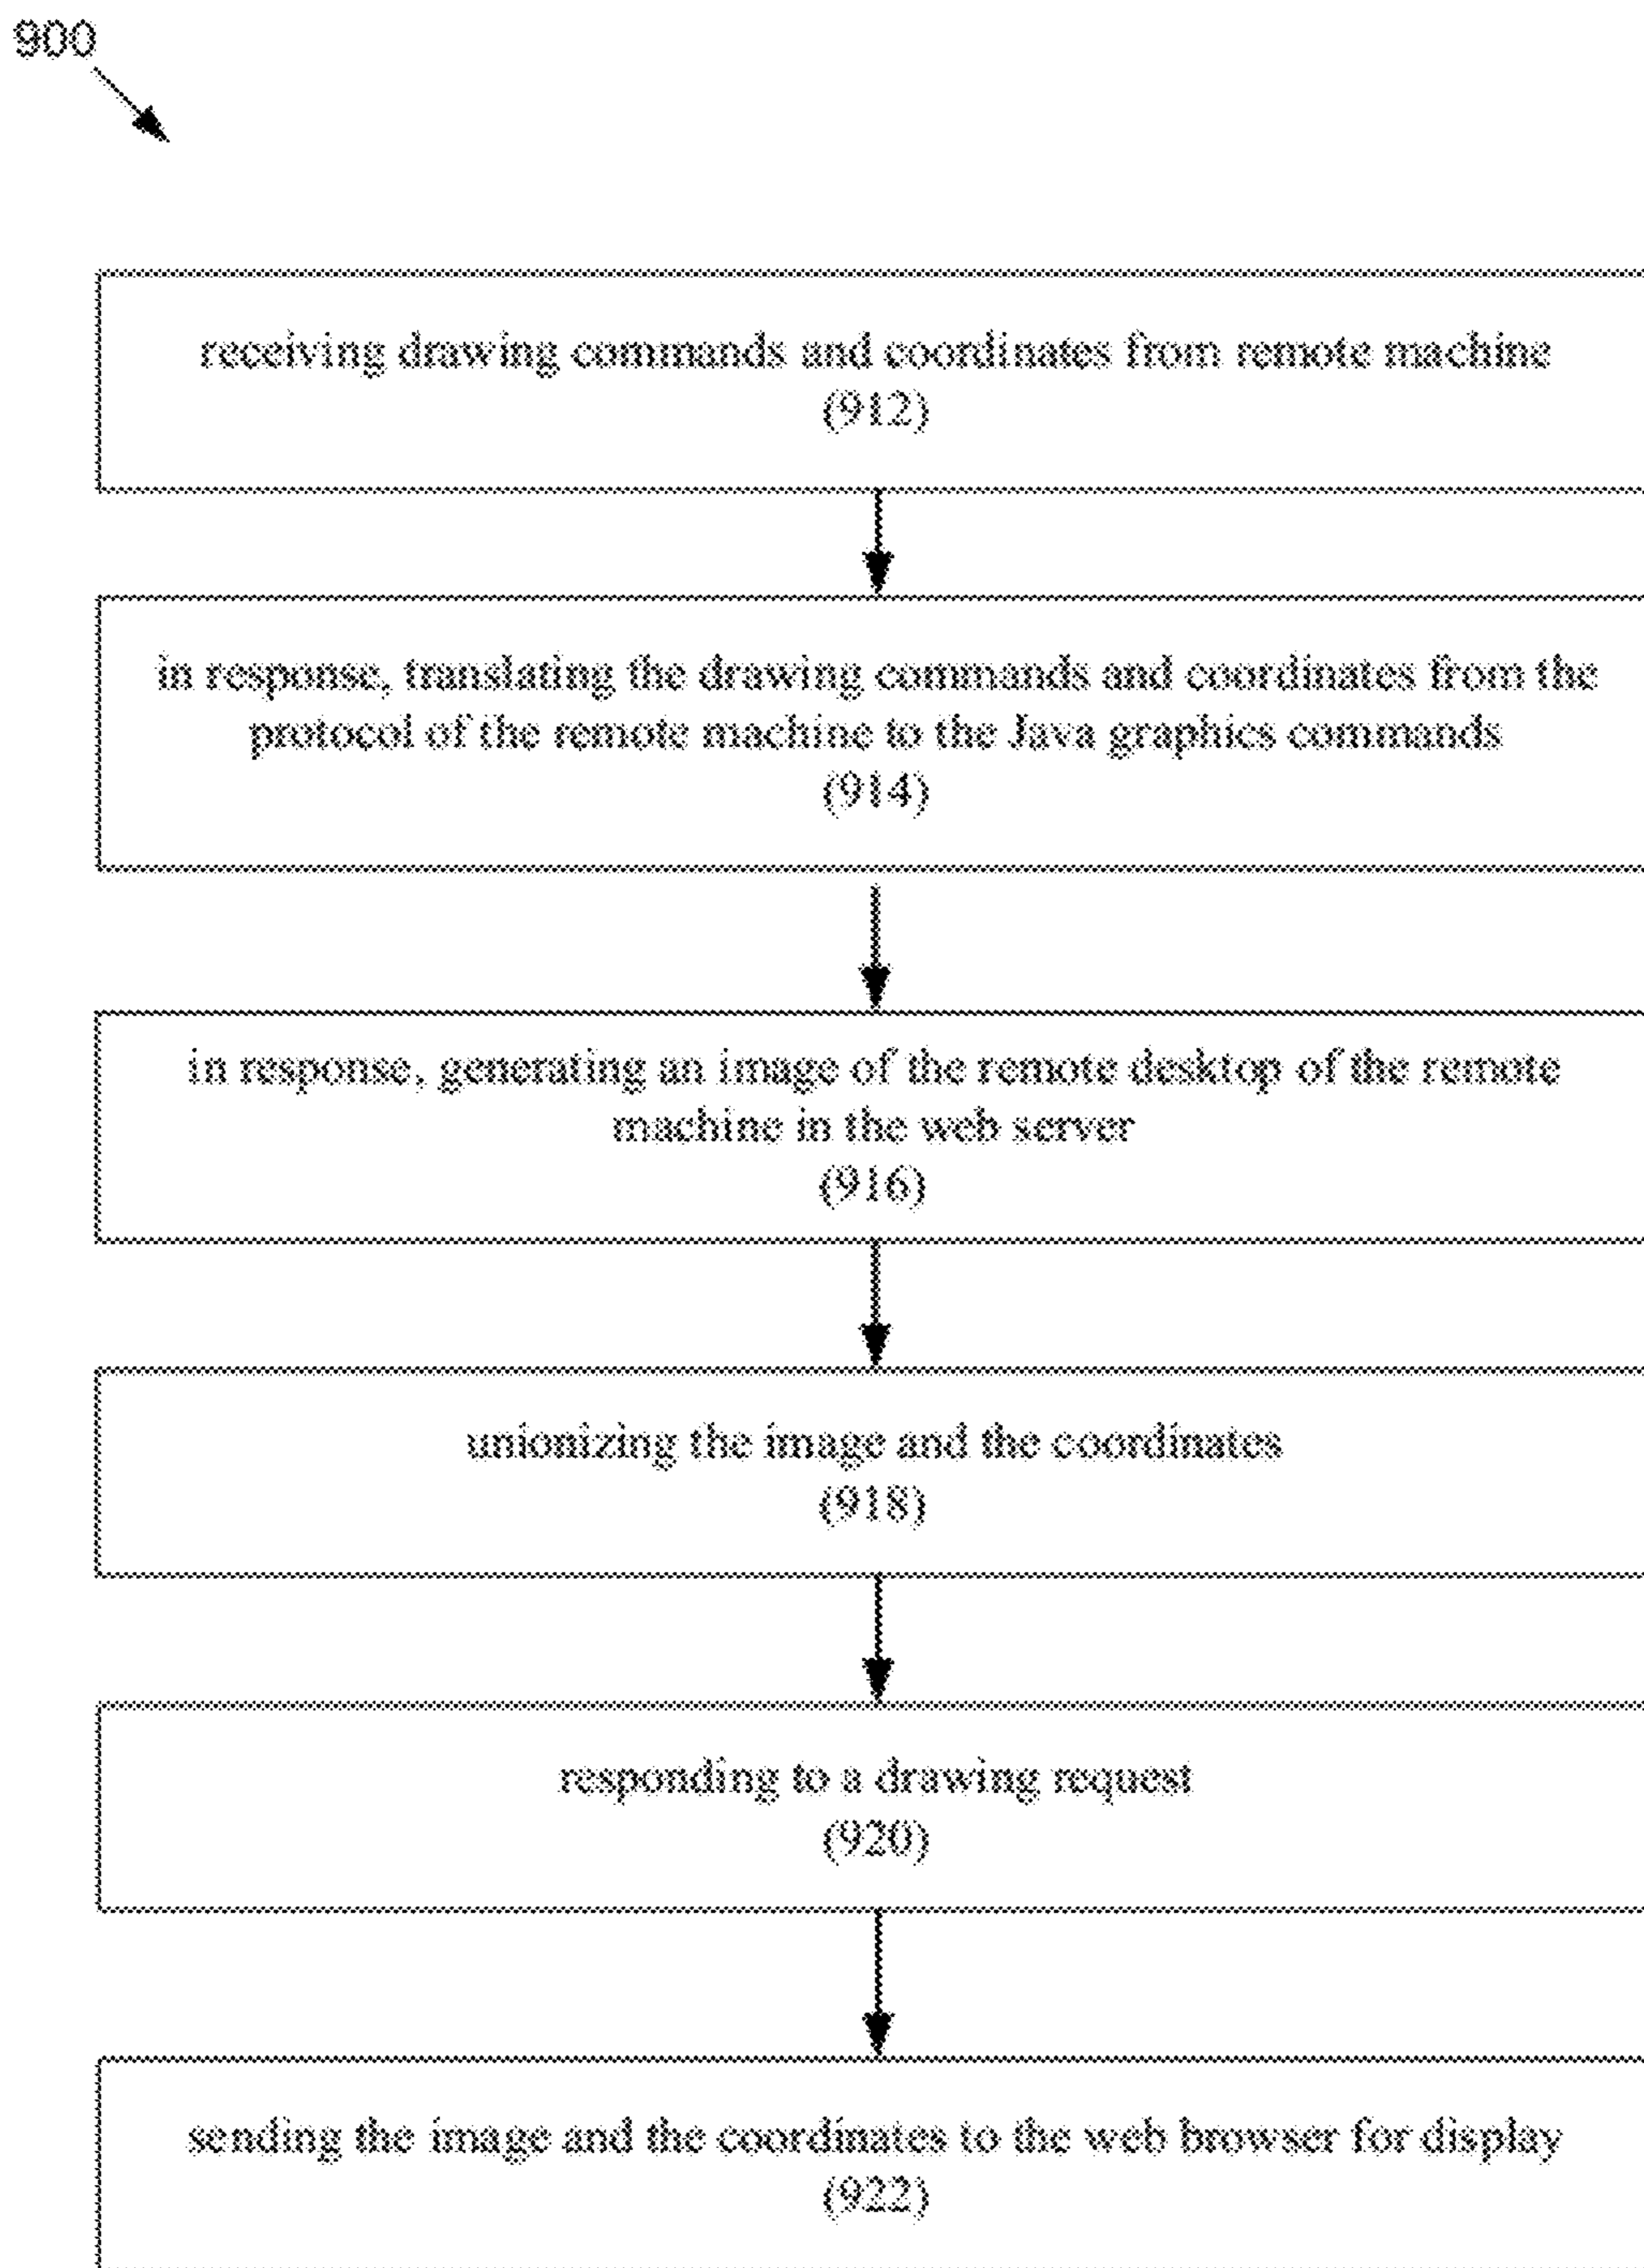 900
receiving drawing commands and coordinates from remote machine
(912)
in response, translating the drawing commands and coordinates from the
protocol of the remote machine to the Java graphics commands
(914)
in response, generating an image of the remote desktop of the remote
machine in the web server
(916)
unionizing the image and the coordinates
(918)
responding to a drawing request
(920)
sending the image and the coordinates to the web browser for display
(922)